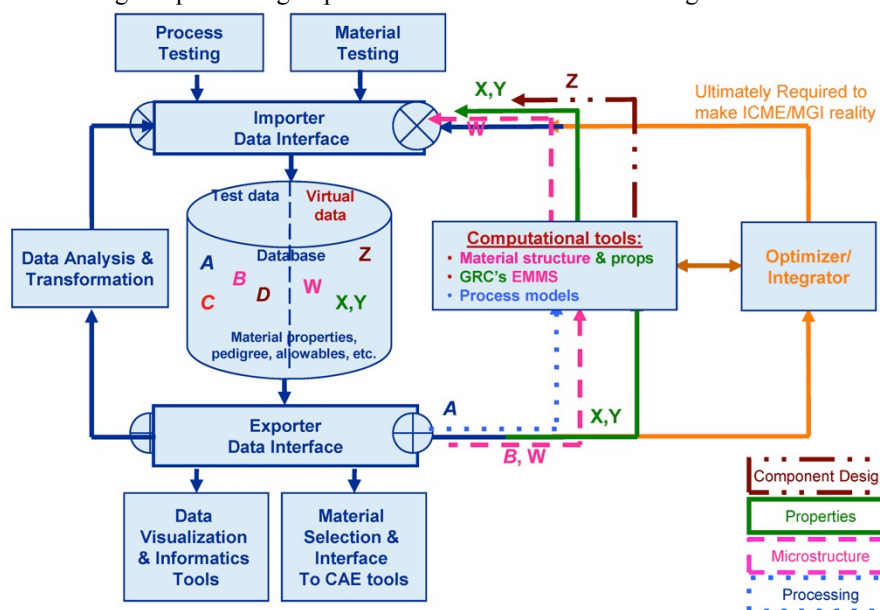 Process
Testing
Material
Testing
X,Y
Z
Ultimately Required to
make ICME/MGI reality
Importer
Data Interface
W
Test data
Virtual
data
Data Analysis &
Transformation
Database
A
B
C
D
Z
W
X,Y
Material properties,
pedigree, allowables, etc.
Computational tools:
• Material structure & props
• GRC's EMMS
• Process models
Optimizer/
Integrator
Exporter
Data Interface
A
X,Y
B, W
Data
Visualization
& Informatics
Tools
Material
Selection &
Interface
To CAE tools
Component Design
Properties
Microstructure
Processing